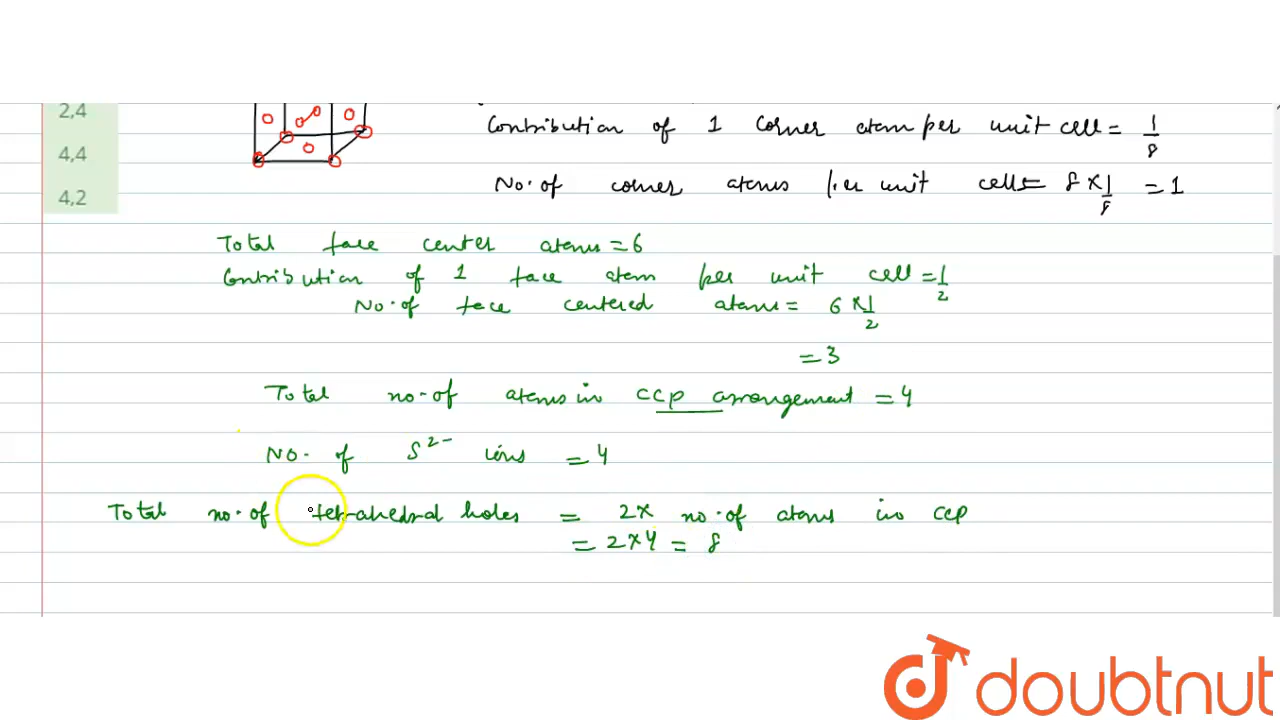 2,4
4,4
4,2
Contribution of 1 corner atom per unit cell = 1/8
No. of corner atoms per unit cell = 8 × 1/8 = 1
Total face center atoms = 6
Contribution of 1 face atom per unit cell = 1/2
No. of face centered atoms = 6 × 1/2
= 3
Total no. of atoms in ccp arrangement = 4
No. of S²⁻ ions = 4
Total no. of tetrahedral holes = 2x no. of atoms in ccp
= 2 × 4 = 8
doubtnut